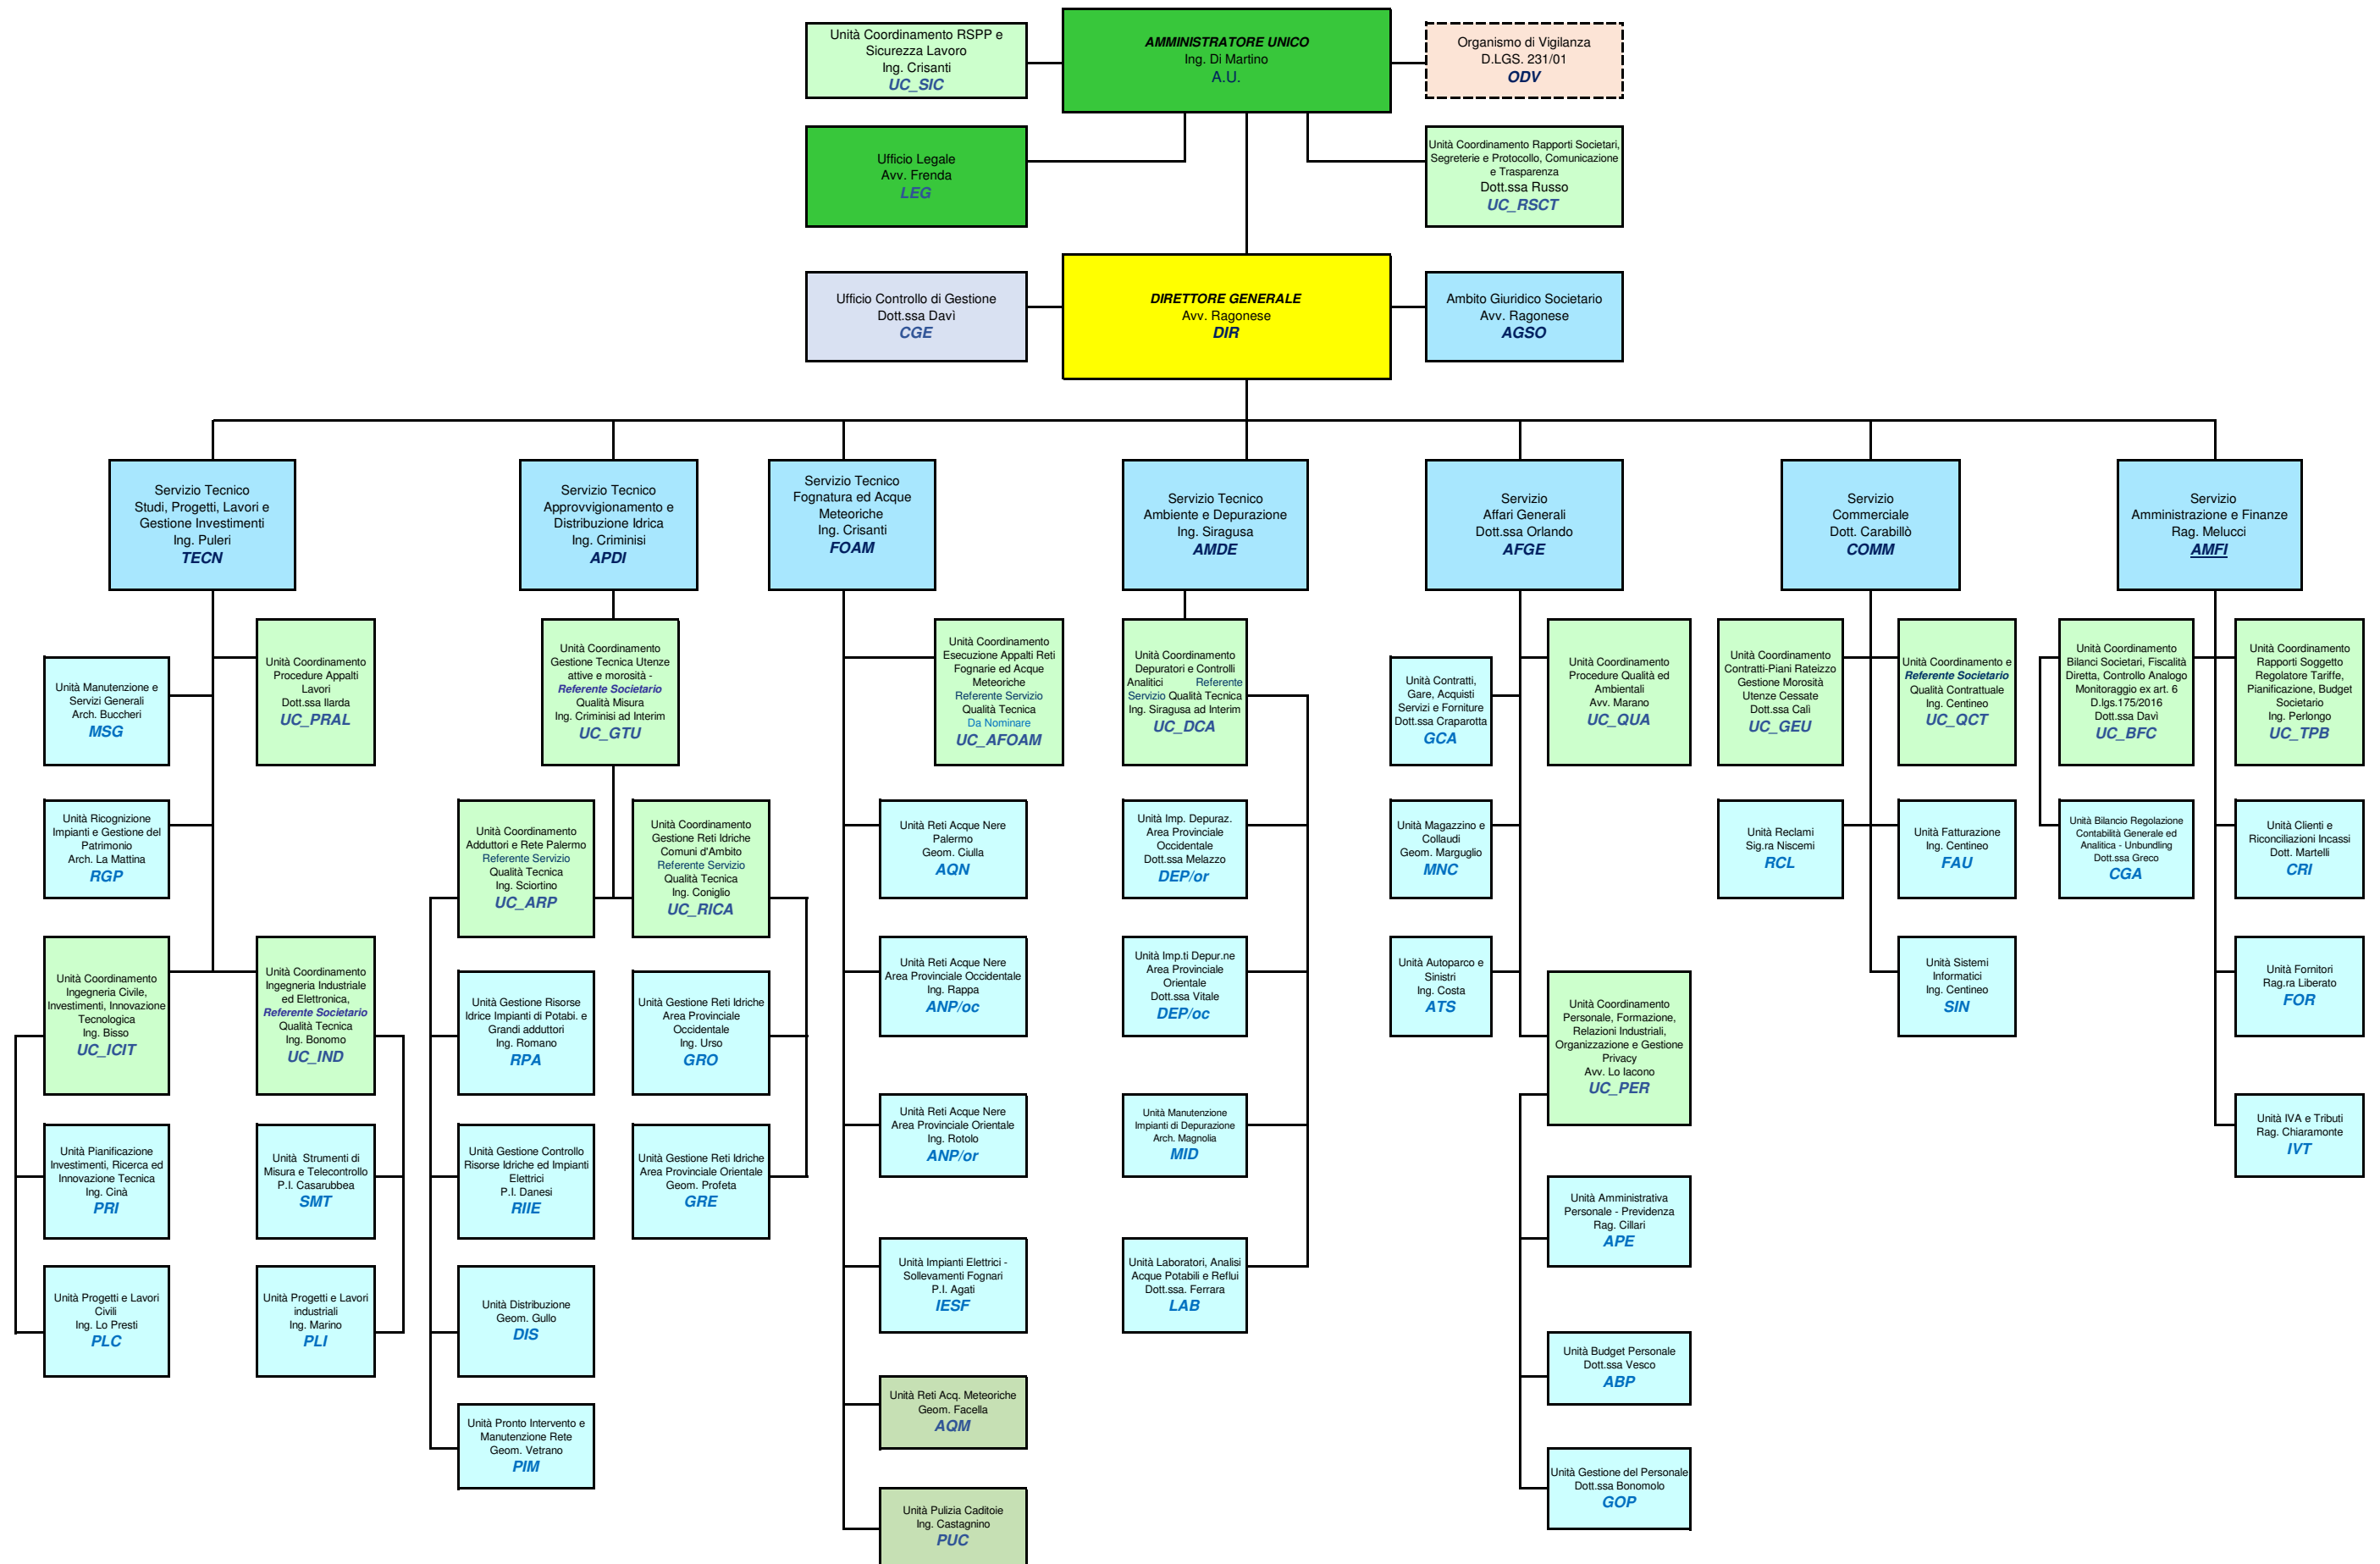 Unità Coordinamento RSPP e
Sicurezza Lavoro
Ing. Crisanti
UC_SIC
AMMINISTRATORE UNICO
Ing. Di Martino
A.U.
Organismo di Vigilanza
D.LGS. 231/01
ODV
Ufficio Legale
Avv. Frenda
LEG
Unità Coordinamento Rapporti Societari,
Segreterie e Protocollo, Comunicazione
e Trasparenza
Dott.ssa Russo
UC_RSCT
Ufficio Controllo di Gestione
Dott.ssa Davì
CGE
DIRETTORE GENERALE
Avv. Ragonese
DIR
Ambito Giuridico Societario
Avv. Ragonese
AGSO
Servizio Tecnico
Studi, Progetti, Lavori e
Gestione Investimenti
Ing. Puleri
TECN
Servizio Tecnico
Approvvigionamento e
Distribuzione Idrica
Ing. Criminisi
APDI
Servizio Tecnico
Fognatura ed Acque
Meteoriche
Ing. Crisanti
FOAM
Servizio Tecnico
Ambiente e Depurazione
Ing. Siragusa
AMDE
Servizio
Affari Generali
Dott.ssa Orlando
AFGE
Servizio
Commerciale
Dott. Carabillò
COMM
Servizio
Amministrazione e Finanze
Rag. Melucci
AMFI
Unità Manutenzione e
Servizi Generali
Arch. Buccheri
MSG
Unità Coordinamento
Procedure Appalti
Lavori
Dott.ssa Ilarda
UC_PRAL
Unità Coordinamento
Gestione Tecnica Utenze
attive e morosità -
Referente Societario
Qualità Misura
Ing. Criminisi ad Interim
UC_GTU
Unità Coordinamento
Esecuzione Appalti Reti
Fognarie ed Acque
Meteoriche
Referente Servizio
Qualità Tecnica
Da Nominare
UC_AFOAM
Unità Coordinamento
Depuratori e Controlli
Analitici Referente
Servizio Qualità Tecnica
Ing. Siragusa ad Interim
UC_DCA
Unità Contratti,
Gare, Acquisti
Servizi e Forniture
Dott.ssa Craparotta
GCA
Unità Coordinamento
Procedure Qualità ed
Ambientali
Avv. Marano
UC_QUA
Unità Coordinamento
Contratti-Piani Rateizzo
Gestione Morosità
Utenze Cessate
Dott.ssa Calì
UC_GEU
Unità Coordinamento e
Referente Societario
Qualità Contrattuale
Ing. Centineo
UC_QCT
Unità Coordinamento
Bilanci Societari, Fiscalità
Diretta, Controllo Analogo
Monitoraggio ex art. 6
D.lgs.175/2016
Dott.ssa Davì
UC_BFC
Unità Coordinamento
Rapporti Soggetto
Regolatore Tariffe,
Pianificazione, Budget
Societario
Ing. Perlongo
UC_TPB
Unità Ricognizione
Impianti e Gestione del
Patrimonio
Arch. La Mattina
RGP
Unità Coordinamento
Adduttori e Rete Palermo
Referente Servizio
Qualità Tecnica
Ing. Sciortino
UC_ARP
Unità Coordinamento
Gestione Reti Idriche
Comuni d'Ambito
Referente Servizio
Qualità Tecnica
Ing. Coniglio
UC_RICA
Unità Reti Acque Nere
Palermo
Geom. Ciulla
AQN
Unità Imp. Depuraz.
Area Provinciale
Occidentale
Dott.ssa Melazzo
DEP/or
Unità Magazzino e
Collaudi
Geom. Marguglio
MNC
Unità Reclami
Sig.ra Niscemi
RCL
Unità Fatturazione
Ing. Centineo
FAU
Unità Bilancio Regolazione
Contabilità Generale ed
Analitica - Unbundling
Dott.ssa Greco
CGA
Unità Clienti e
Riconciliazioni Incassi
Dott. Martelli
CRI
Unità Coordinamento
Ingegneria Civile,
Investimenti, Innovazione
Tecnologica
Ing. Bisso
UC_ICIT
Unità Coordinamento
Ingegneria Industriale
ed Elettronica,
Referente Societario
Qualità Tecnica
Ing. Bonomo
UC_IND
Unità Gestione Risorse
Idrice Impianti di Potabi. e
Grandi adduttori
Ing. Romano
RPA
Unità Gestione Reti Idriche
Area Provinciale
Occidentale
Ing. Urso
GRO
Unità Reti Acque Nere
Area Provinciale Occidentale
Ing. Rappa
ANP/oc
Unità Imp.ti Depur.ne
Area Provinciale
Orientale
Dott.ssa Vitale
DEP/oc
Unità Autoparco e
Sinistri
Ing. Costa
ATS
Unità Coordinamento
Personale, Formazione,
Relazioni Industriali,
Organizzazione e Gestione
Privacy
Avv. Lo Iacono
UC_PER
Unità Sistemi
Informatici
Ing. Centineo
SIN
Unità Fornitori
Rag.ra Liberato
FOR
Unità Pianificazione
Investimenti, Ricerca ed
Innovazione Tecnica
Ing. Cinà
PRI
Unità Strumenti di
Misura e Telecontrollo
P.I. Casarubbea
SMT
Unità Gestione Controllo
Risorse Idriche ed Impianti
Elettrici
P.I. Danesi
RIIE
Unità Gestione Reti Idriche
Area Provinciale Orientale
Geom. Profeta
GRE
Unità Reti Acque Nere
Area Provinciale Orientale
Ing. Rotolo
ANP/or
Unità Manutenzione
Impianti di Depurazione
Arch. Magnolia
MID
Unità IVA e Tributi
Rag. Chiaramonte
IVT
Unità Amministrativa
Personale - Previdenza
Rag. Cillari
APE
Unità Progetti e Lavori
Civili
Ing. Lo Presti
PLC
Unità Progetti e Lavori
industriali
Ing. Marino
PLI
Unità Distribuzione
Geom. Gullo
DIS
Unità Impianti Elettrici -
Sollevamenti Fognari
P.I. Agati
IESF
Unità Laboratori, Analisi
Acque Potabili e Reflui
Dott.ssa. Ferrara
LAB
Unità Budget Personale
Dott.ssa Vesco
ABP
Unità Pronto Intervento e
Manutenzione Rete
Geom. Vetrano
PIM
Unità Reti Acq. Meteoriche
Geom. Facella
AQM
Unità Gestione del Personale
Dott.ssa Bonomolo
GOP
Unità Pulizia Caditoie
Ing. Castagnino
PUC